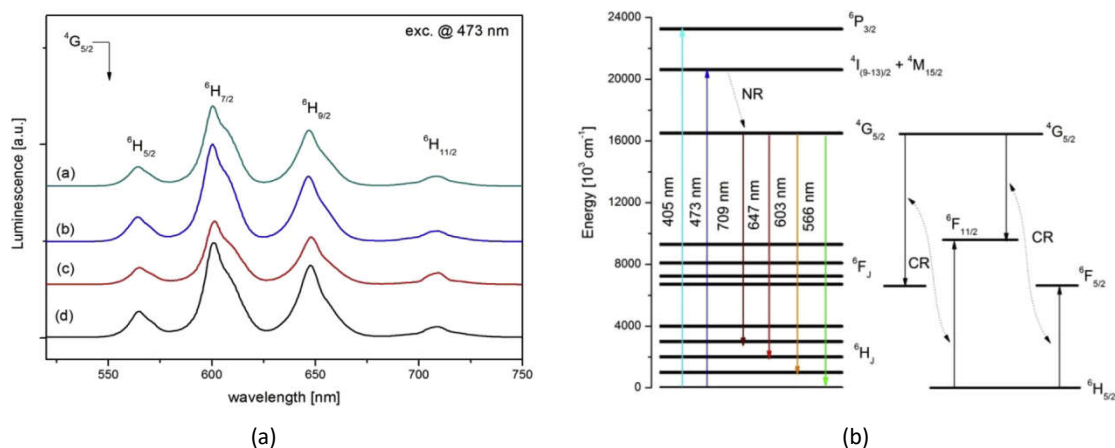 exc. @ 473 nm
⁴G₅/₂
⁶H₅/₂
⁶H₇/₂
⁶H₉/₂
⁶H₁₁/₂
(a)
(b)
(c)
(d)
Luminescence [a.u.]
550
600
650
700
750
wavelength [nm]
(a)
Energy [10³ cm⁻¹]
24000
20000
16000
12000
8000
4000
0
⁶P₃/₂
⁴I₍₉₋₁₃₎/₂ + ⁴M₁₅/₂
NR
⁴G₅/₂
⁴G₅/₂
405 nm
473 nm
709 nm
647 nm
603 nm
566 nm
⁶F₁₁/₂
CR
CR
⁶F_J
⁶F₅/₂
⁶H_J
⁶H₅/₂
(b)